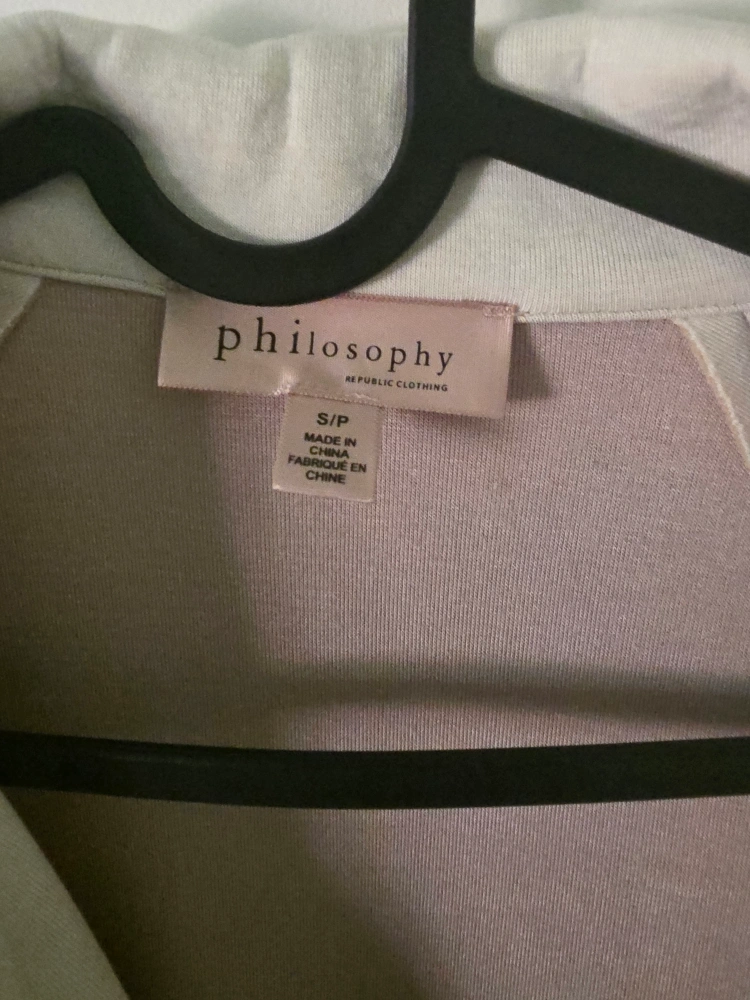 philosophy
REPUBLIC CLOTHING
S/P
MADE IN
CHINA
FABRIQUÉ EN
CHINE